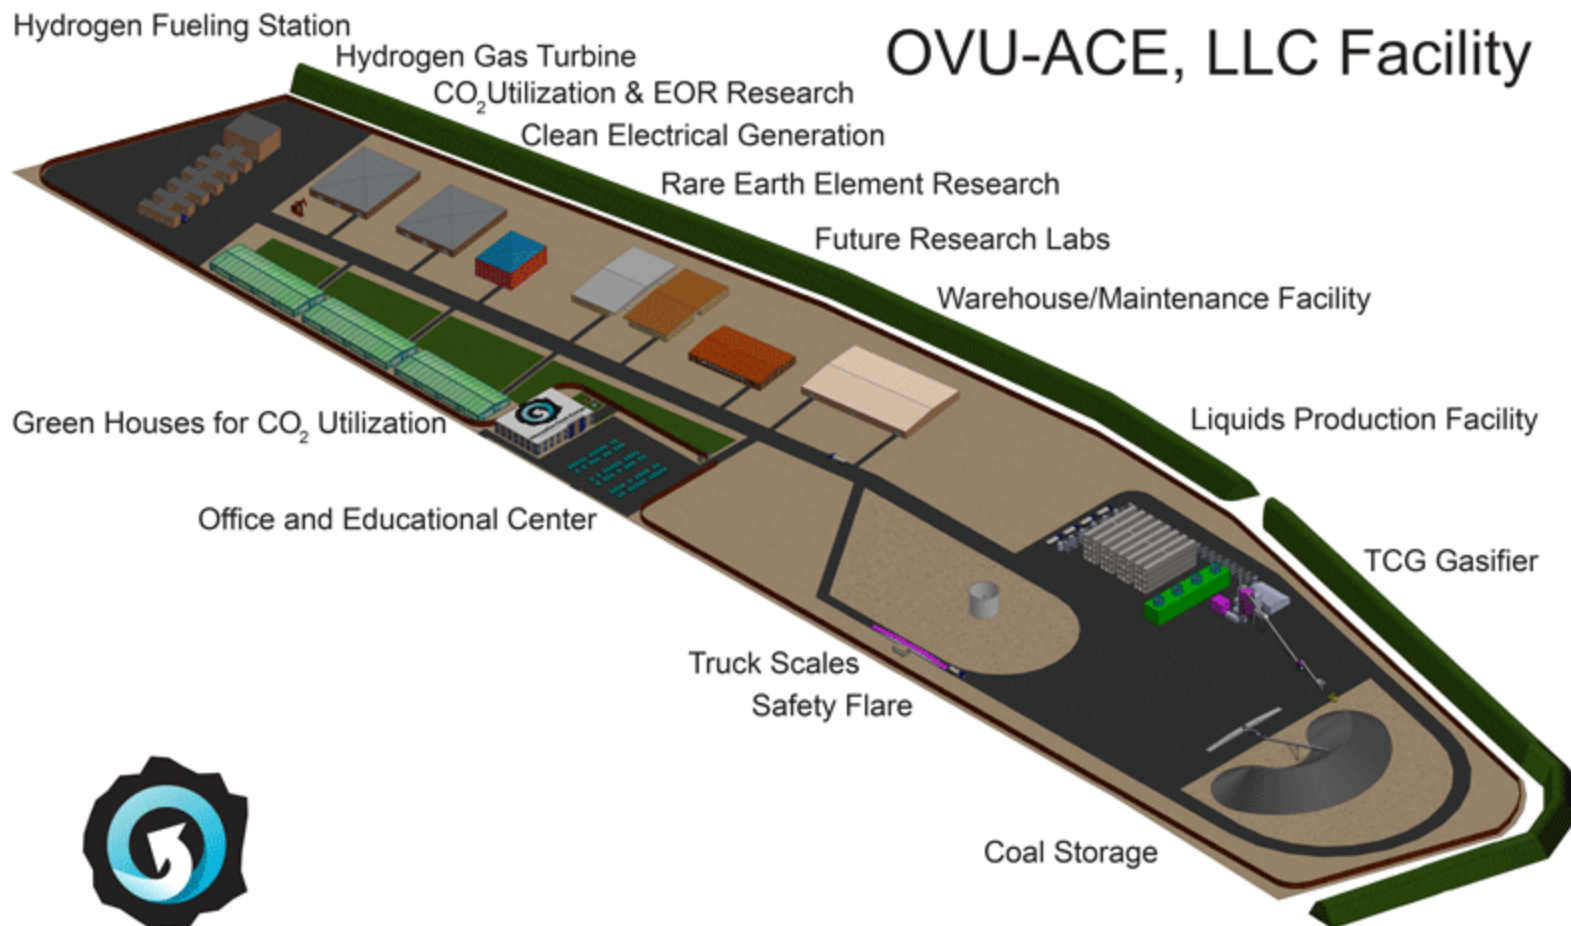 Hydrogen Fueling Station
OVU-ACE, LLC Facility
Hydrogen Gas Turbine
CO₂Utilization & EOR Research
Clean Electrical Generation
Rare Earth Element Research
Future Research Labs
Warehouse/Maintenance Facility
Liquids Production Facility
Green Houses for CO₂ Utilization
Office and Educational Center
TCG Gasifier
Truck Scales
Safety Flare
Coal Storage